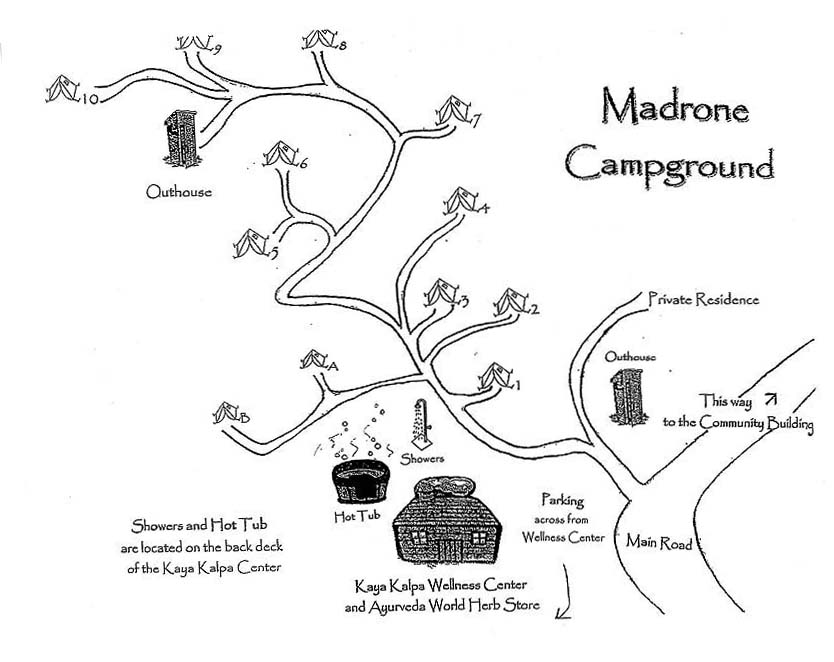 Madrone
Campground
9
8
10
7
Outhouse
6
4
5
3
2
Private Residence
Outhouse
A
1
B
This way
to the Community Building
Showers
Hot Tub
Parking
across from
Wellness Center
Main Road
Showers and Hot Tub
are located on the back deck
of the Kaya Kalpa Center
Kaya Kalpa Wellness Center
and Ayurveda World Herb Store